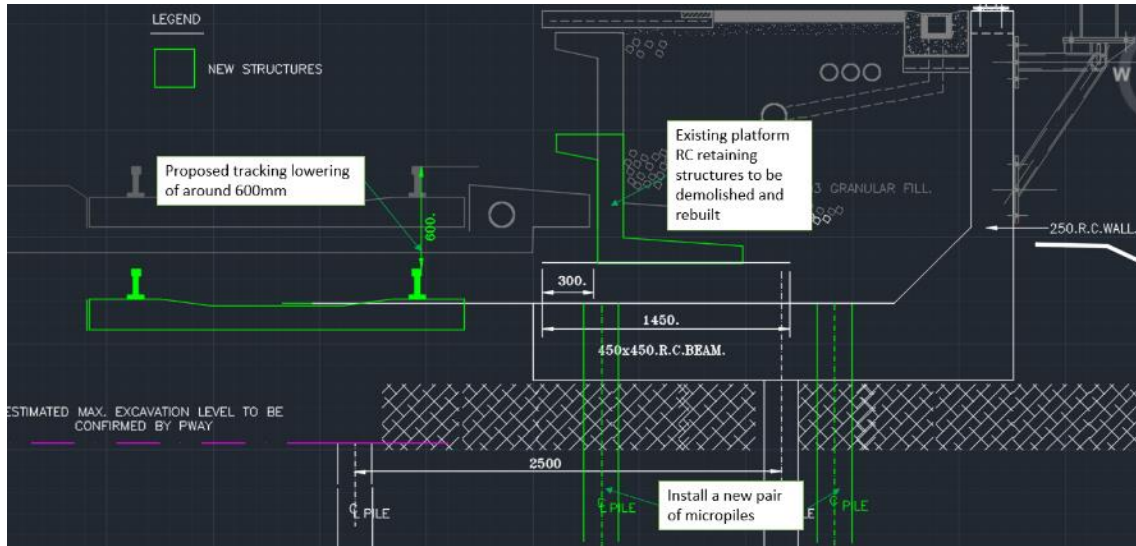 LEGEND
NEW STRUCTURES
W
Existing platform
RC retaining
structures to be
demolished and
rebuilt
Proposed tracking lowering
of around 600mm
600.
3 GRANULAR FILL.
250.R.C.WALL.
300.
1450.
450x450.R.C.BEAM.
ESTIMATED MAX. EXCAVATION LEVEL TO BE
CONFIRMED BY PWAY
2500
Install a new pair
of micropiles
PILE
PILE
PILE
PILE